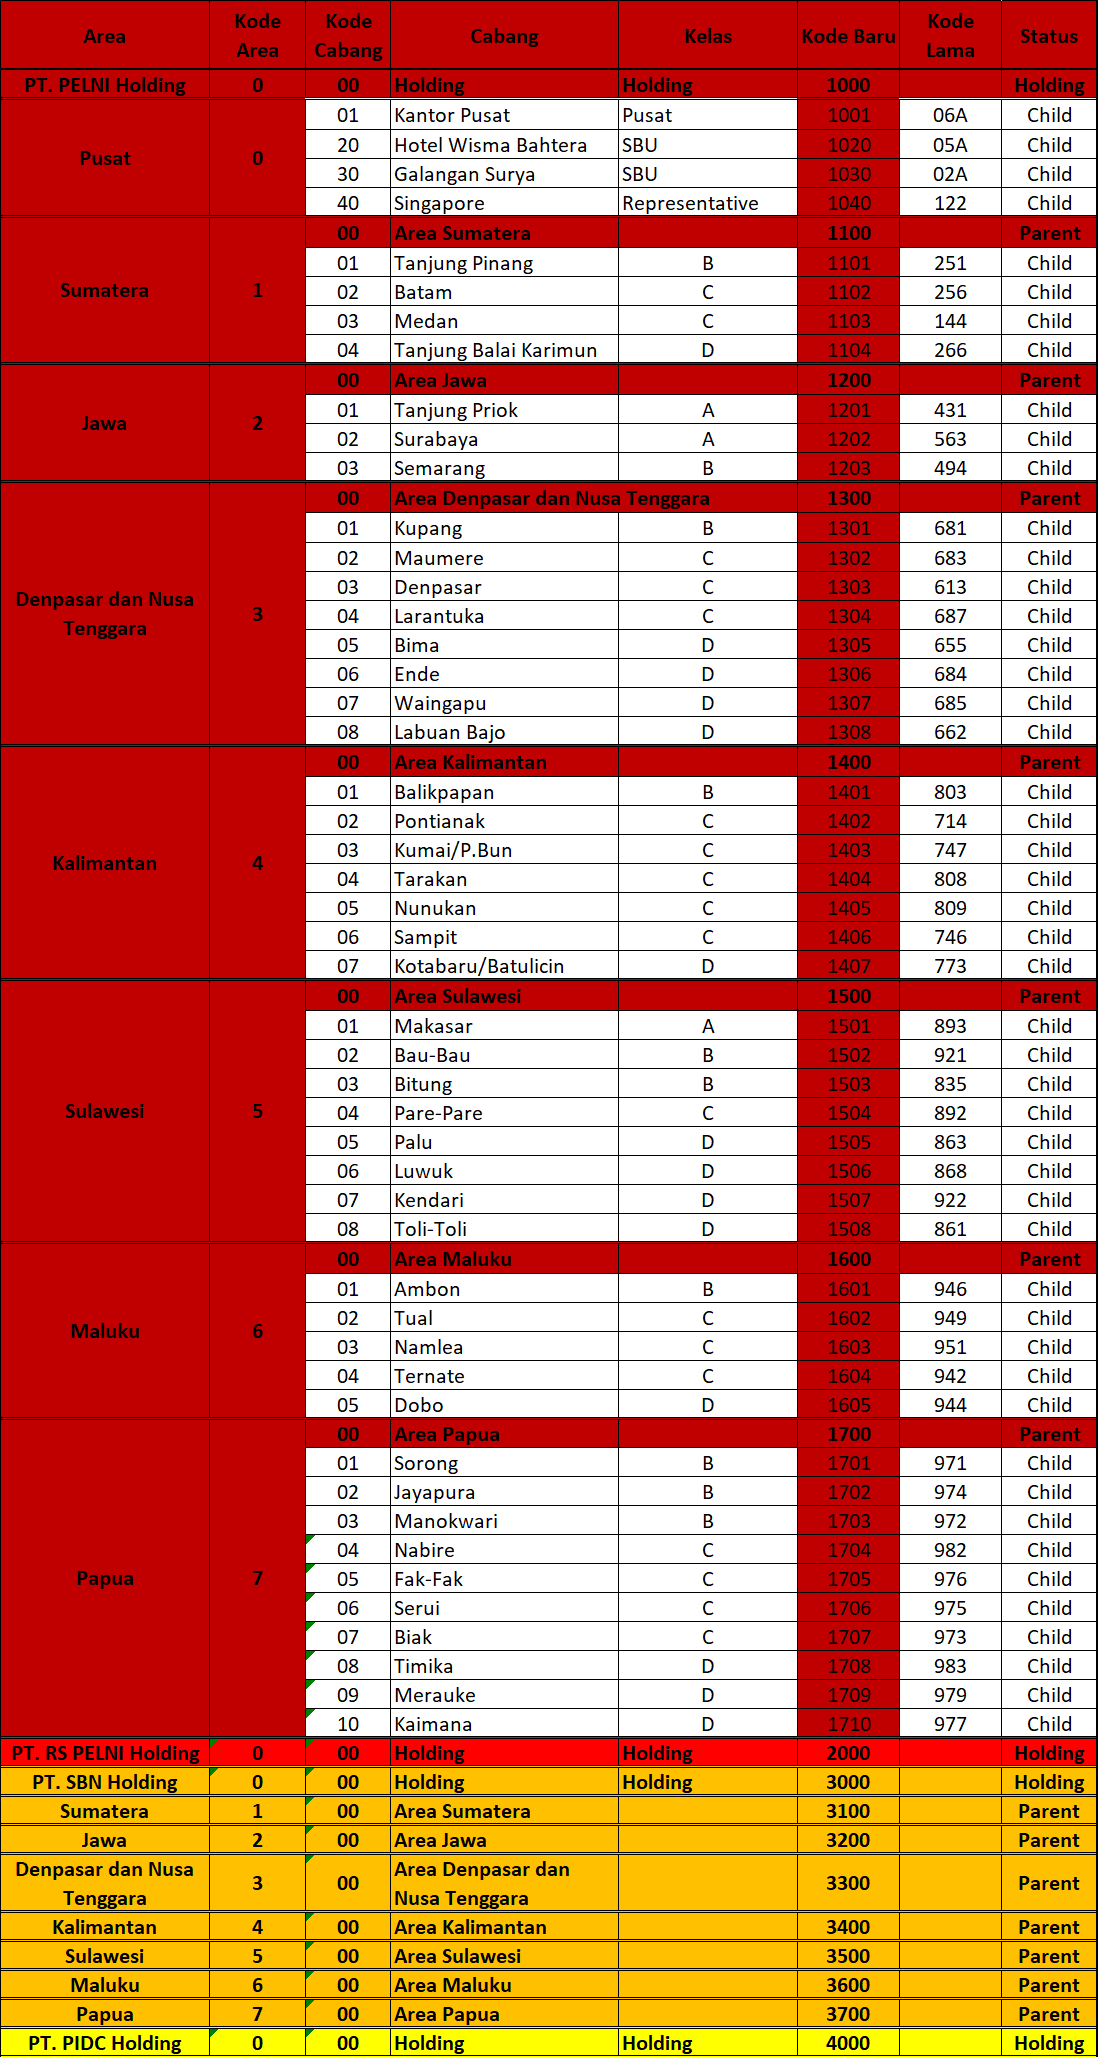 Area Kode Area Kode Cabang Cabang Kelas Kode Baru Kode Lama Status
PT. PELNI Holding 0 00 Holding Holding 1000 Holding
Pusat 0 01 Kantor Pusat Pusat 1001 06A Child
20 Hotel Wisma Bahtera SBU 1020 05A Child
30 Galangan Surya SBU 1030 02A Child
40 Singapore Representative 1040 122 Child
Sumatera 1 00 Area Sumatera 1100 Parent
01 Tanjung Pinang B 1101 251 Child
02 Batam C 1102 256 Child
03 Medan C 1103 144 Child
04 Tanjung Balai Karimun D 1104 266 Child
Jawa 2 00 Area Jawa 1200 Parent
01 Tanjung Priok A 1201 431 Child
02 Surabaya A 1202 563 Child
03 Semarang B 1203 494 Child
Denpasar dan Nusa Tenggara 3 00 Area Denpasar dan Nusa Tenggara 1300 Parent
01 Kupang B 1301 681 Child
02 Maumere C 1302 683 Child
03 Denpasar C 1303 613 Child
04 Larantuka C 1304 687 Child
05 Bima D 1305 655 Child
06 Ende D 1306 684 Child
07 Waingapu D 1307 685 Child
08 Labuan Bajo D 1308 662 Child
Kalimantan 4 00 Area Kalimantan 1400 Parent
01 Balikpapan B 1401 803 Child
02 Pontianak C 1402 714 Child
03 Kumai/P.Bun C 1403 747 Child
04 Tarakan C 1404 808 Child
05 Nunukan C 1405 809 Child
06 Sampit C 1406 746 Child
07 Kotabaru/Batulicin D 1407 773 Child
Sulawesi 5 00 Area Sulawesi 1500 Parent
01 Makasar A 1501 893 Child
02 Bau-Bau B 1502 921 Child
03 Bitung B 1503 835 Child
04 Pare-Pare C 1504 892 Child
05 Palu D 1505 863 Child
06 Luwuk D 1506 868 Child
07 Kendari D 1507 922 Child
08 Toli-Toli D 1508 861 Child
Maluku 6 00 Area Maluku 1600 Parent
01 Ambon B 1601 946 Child
02 Tual C 1602 949 Child
03 Namlea C 1603 951 Child
04 Ternate C 1604 942 Child
05 Dobo D 1605 944 Child
Papua 7 00 Area Papua 1700 Parent
01 Sorong B 1701 971 Child
02 Jayapura B 1702 974 Child
03 Manokwari B 1703 972 Child
04 Nabire C 1704 982 Child
05 Fak-Fak C 1705 976 Child
06 Serui C 1706 975 Child
07 Biak C 1707 973 Child
08 Timika D 1708 983 Child
09 Merauke D 1709 979 Child
10 Kaimana D 1710 977 Child
PT. RS PELNI Holding 0 00 Holding Holding 2000 Holding
PT. SBN Holding 0 00 Holding Holding 3000 Holding
Sumatera 1 00 Area Sumatera 3100 Parent
Jawa 2 00 Area Jawa 3200 Parent
Denpasar dan Nusa Tenggara 3 00 Area Denpasar dan Nusa Tenggara 3300 Parent
Kalimantan 4 00 Area Kalimantan 3400 Parent
Sulawesi 5 00 Area Sulawesi 3500 Parent
Maluku 6 00 Area Maluku 3600 Parent
Papua 7 00 Area Papua 3700 Parent
PT. PIDC Holding 0 00 Holding Holding 4000 Holding